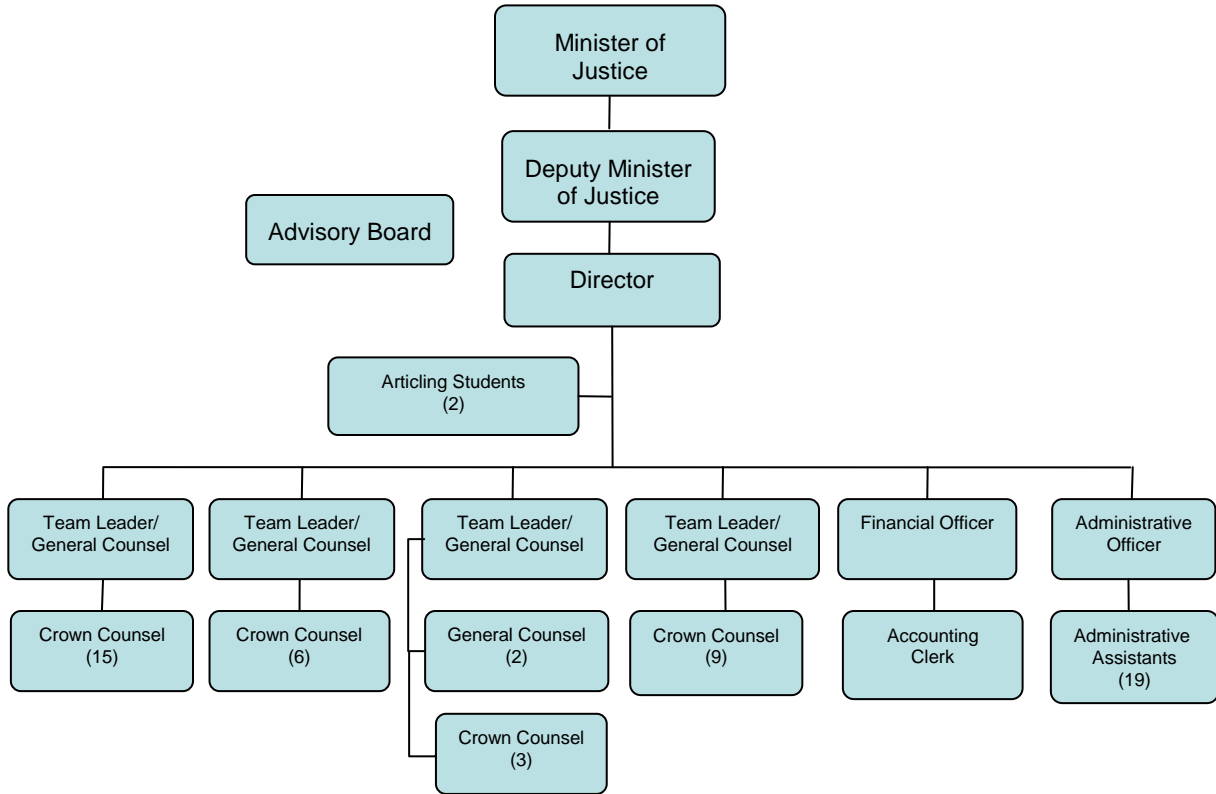 Minister of
Justice
Deputy Minister
of Justice
Advisory Board
Director
Articling Students
(2)
Team Leader/
General Counsel
Team Leader/
General Counsel
Team Leader/
General Counsel
Team Leader/
General Counsel
Financial Officer
Administrative
Officer
Crown Counsel
(15)
Crown Counsel
(6)
General Counsel
(2)
Crown Counsel
(9)
Accounting
Clerk
Administrative
Assistants
(19)
Crown Counsel
(3)